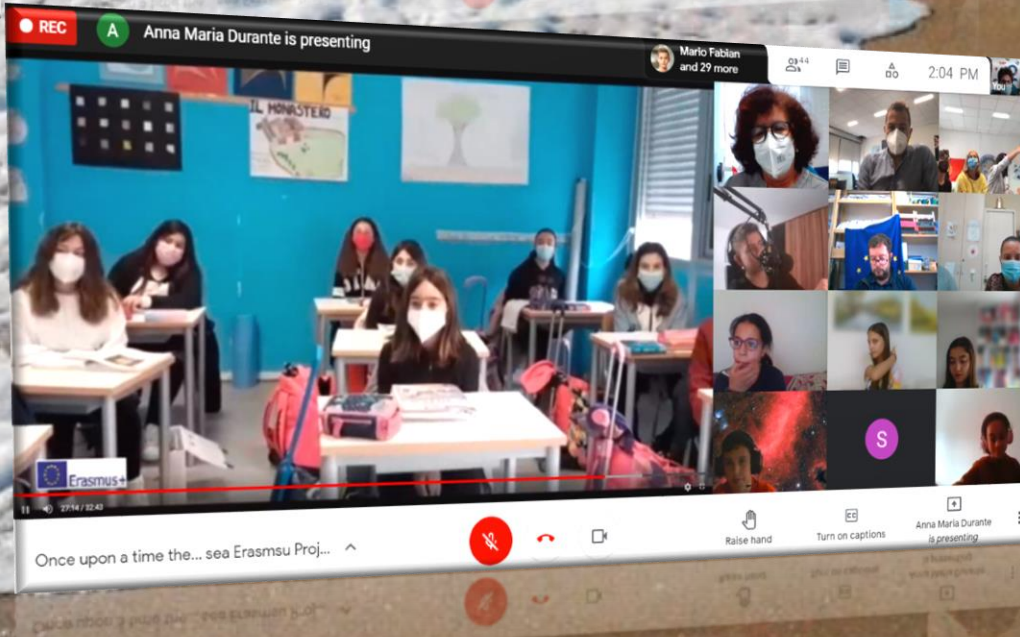 REC
A
Anna Maria Durante is presenting
Mario Fabian
and 29 more
44
2:04 PM
You
IL MONASTERO
Erasmus+
27:14 / 32:43
S
Once upon a time the... sea Erasmsu Proj...
Raise hand
CC
Turn on captions
Anna Maria Durante
is presenting